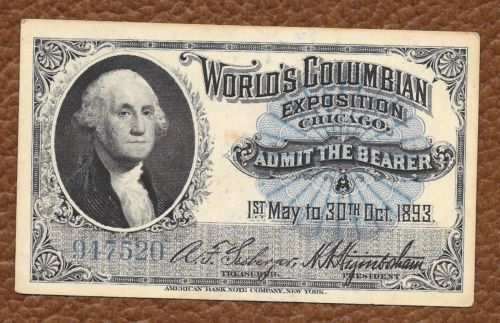 WORLD'S COLUMBIAN
EXPOSITION
CHICAGO,
ADMIT THE BEARER
A
1ST May to 30TH Oct. 1893.
917520
TREASURER.
PRESIDENT.
AMERICAN BANK NOTE COMPANY, NEW YORK.